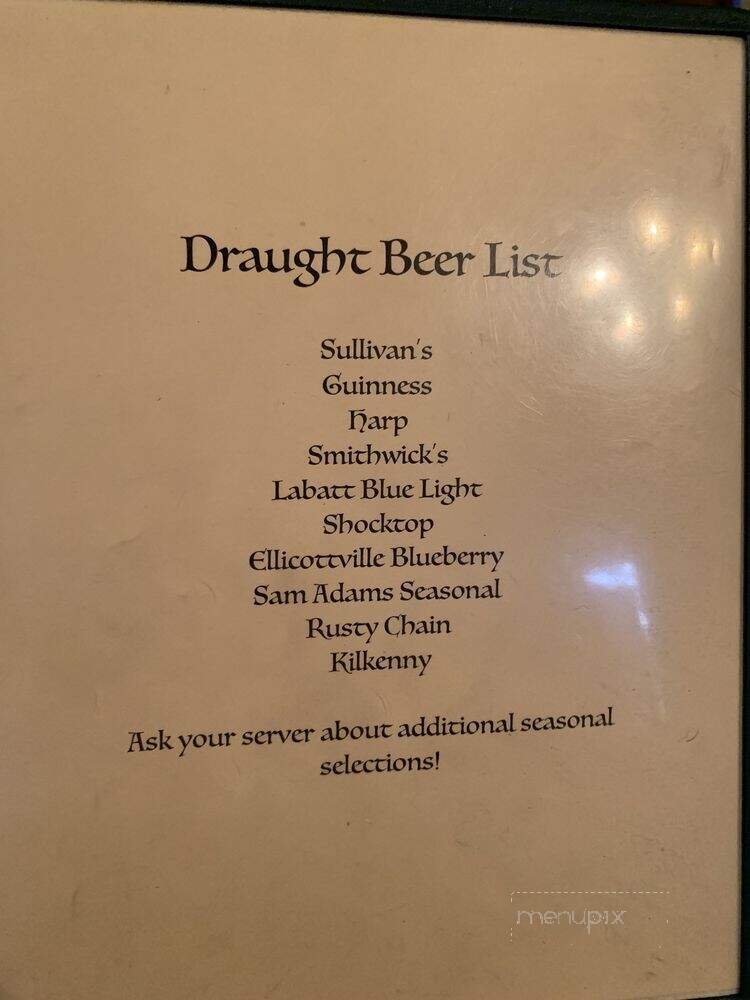 Draught Beer List
Sullivan's
Guinness
Harp
Smithwick's
Labatt Blue Light
Shocktop
Ellicottville Blueberry
Sam Adams Seasonal
Rusty Chain
Kilkenny
Ask your server about additional seasonal
selections!
menupix